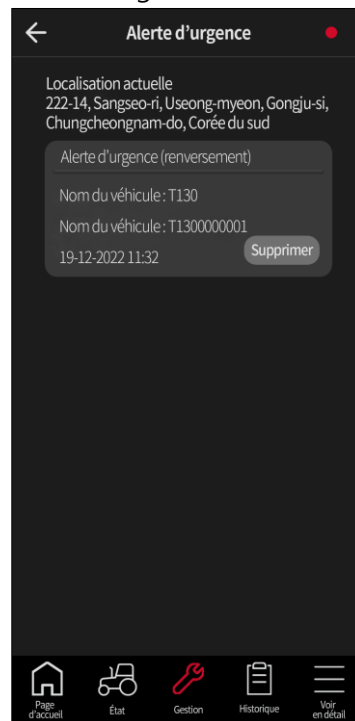 Alerte d'urgence
Localisation actuelle
222-14, Sangseo-ri, Useong-myeon, Gongju-si,
Chungcheongnam-do, Corée du sud
Alerte d'urgence (renversement)
Nom du véhicule : T130
Nom du véhicule : T1300000001
19-12-2022 11:32
Supprimer
Page
d'accueil
État
Gestion
Historique
Voir
en détail